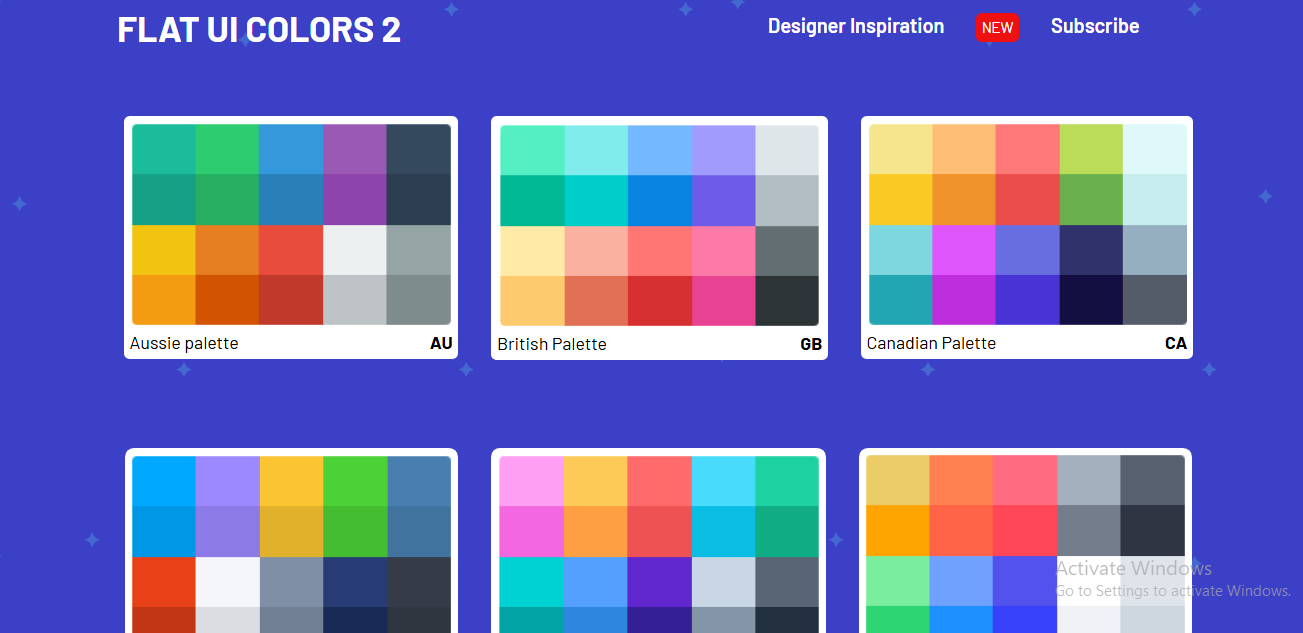 FLAT UI COLORS 2
Designer Inspiration NEW Subscribe
Aussie palette AU
British Palette GB
Canadian Palette CA
Activate Windows
Go to Settings to activate Windows.